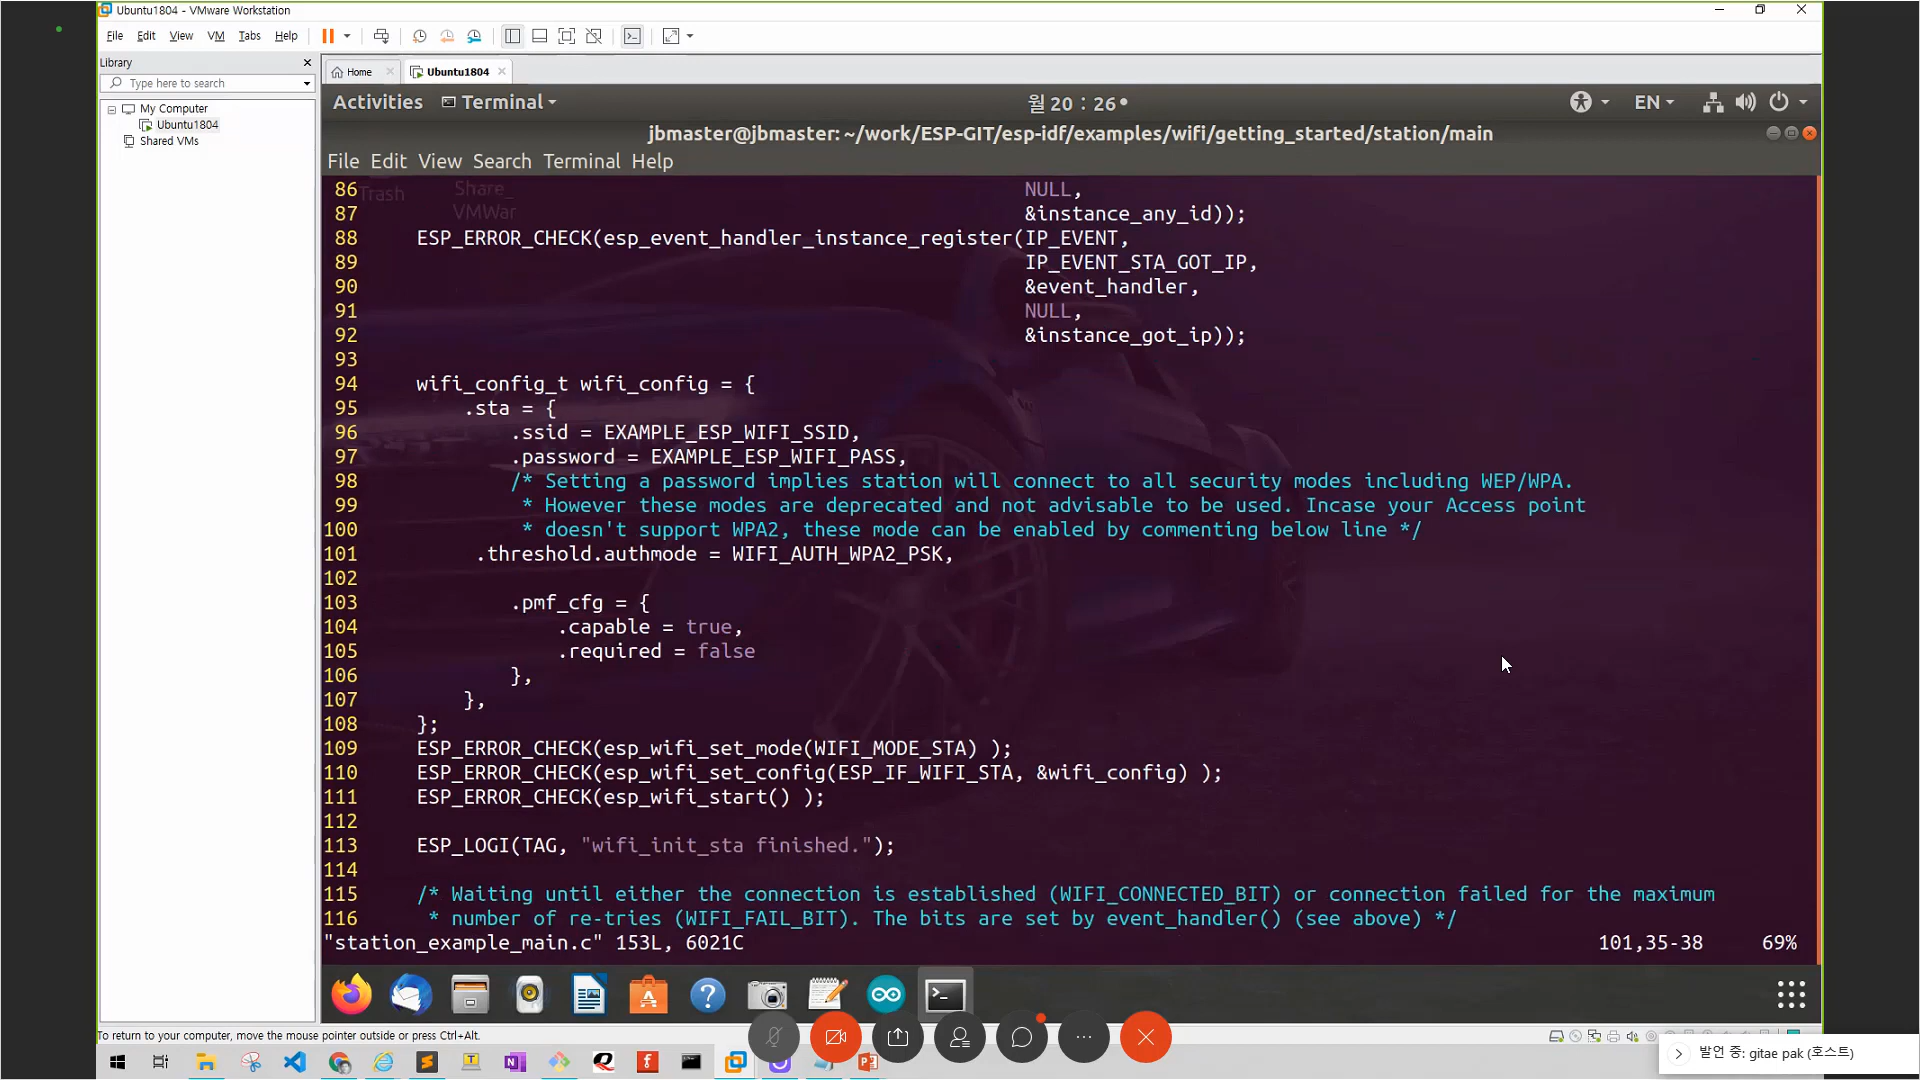 Ubuntu1804 - VMware Workstation
File Edit View VM Tabs Help
Library
Type here to search
My Computer
Ubuntu1804
Shared VMs
Home
Ubuntu1804
Activities Terminal 월 20 : 26 EN
jbmaster@jbmaster: ~/work/ESP-GIT/esp-idf/examples/wifi/getting_started/station/main
File Edit View Search Terminal Help
Trash
Share_
VMWar
86 NULL,
87 &instance_any_id));
88 ESP_ERROR_CHECK(esp_event_handler_instance_register(IP_EVENT,
89 IP_EVENT_STA_GOT_IP,
90 &event_handler,
91 NULL,
92 &instance_got_ip));
93
94 wifi_config_t wifi_config = {
95 .sta = {
96 .ssid = EXAMPLE_ESP_WIFI_SSID,
97 .password = EXAMPLE_ESP_WIFI_PASS,
98 /* Setting a password implies station will connect to all security modes including WEP/WPA.
99 * However these modes are deprecated and not advisable to be used. Incase your Access point
100 * doesn't support WPA2, these mode can be enabled by commenting below line */
101 .threshold.authmode = WIFI_AUTH_WPA2_PSK,
102
103 .pmf_cfg = {
104 .capable = true,
105 .required = false
106 },
107 },
108 };
109 ESP_ERROR_CHECK(esp_wifi_set_mode(WIFI_MODE_STA) );
110 ESP_ERROR_CHECK(esp_wifi_set_config(ESP_IF_WIFI_STA, &wifi_config) );
111 ESP_ERROR_CHECK(esp_wifi_start() );
112
113 ESP_LOGI(TAG, "wifi_init_sta finished.");
114
115 /* Waiting until either the connection is established (WIFI_CONNECTED_BIT) or connection failed for the maximum
116 * number of re-tries (WIFI_FAIL_BIT). The bits are set by event_handler() (see above) */
"station_example_main.c" 153L, 6021C 101,35-38 69%
To return to your computer, move the mouse pointer outside or press Ctrl+Alt.
발언 중: gitae pak (호스트)